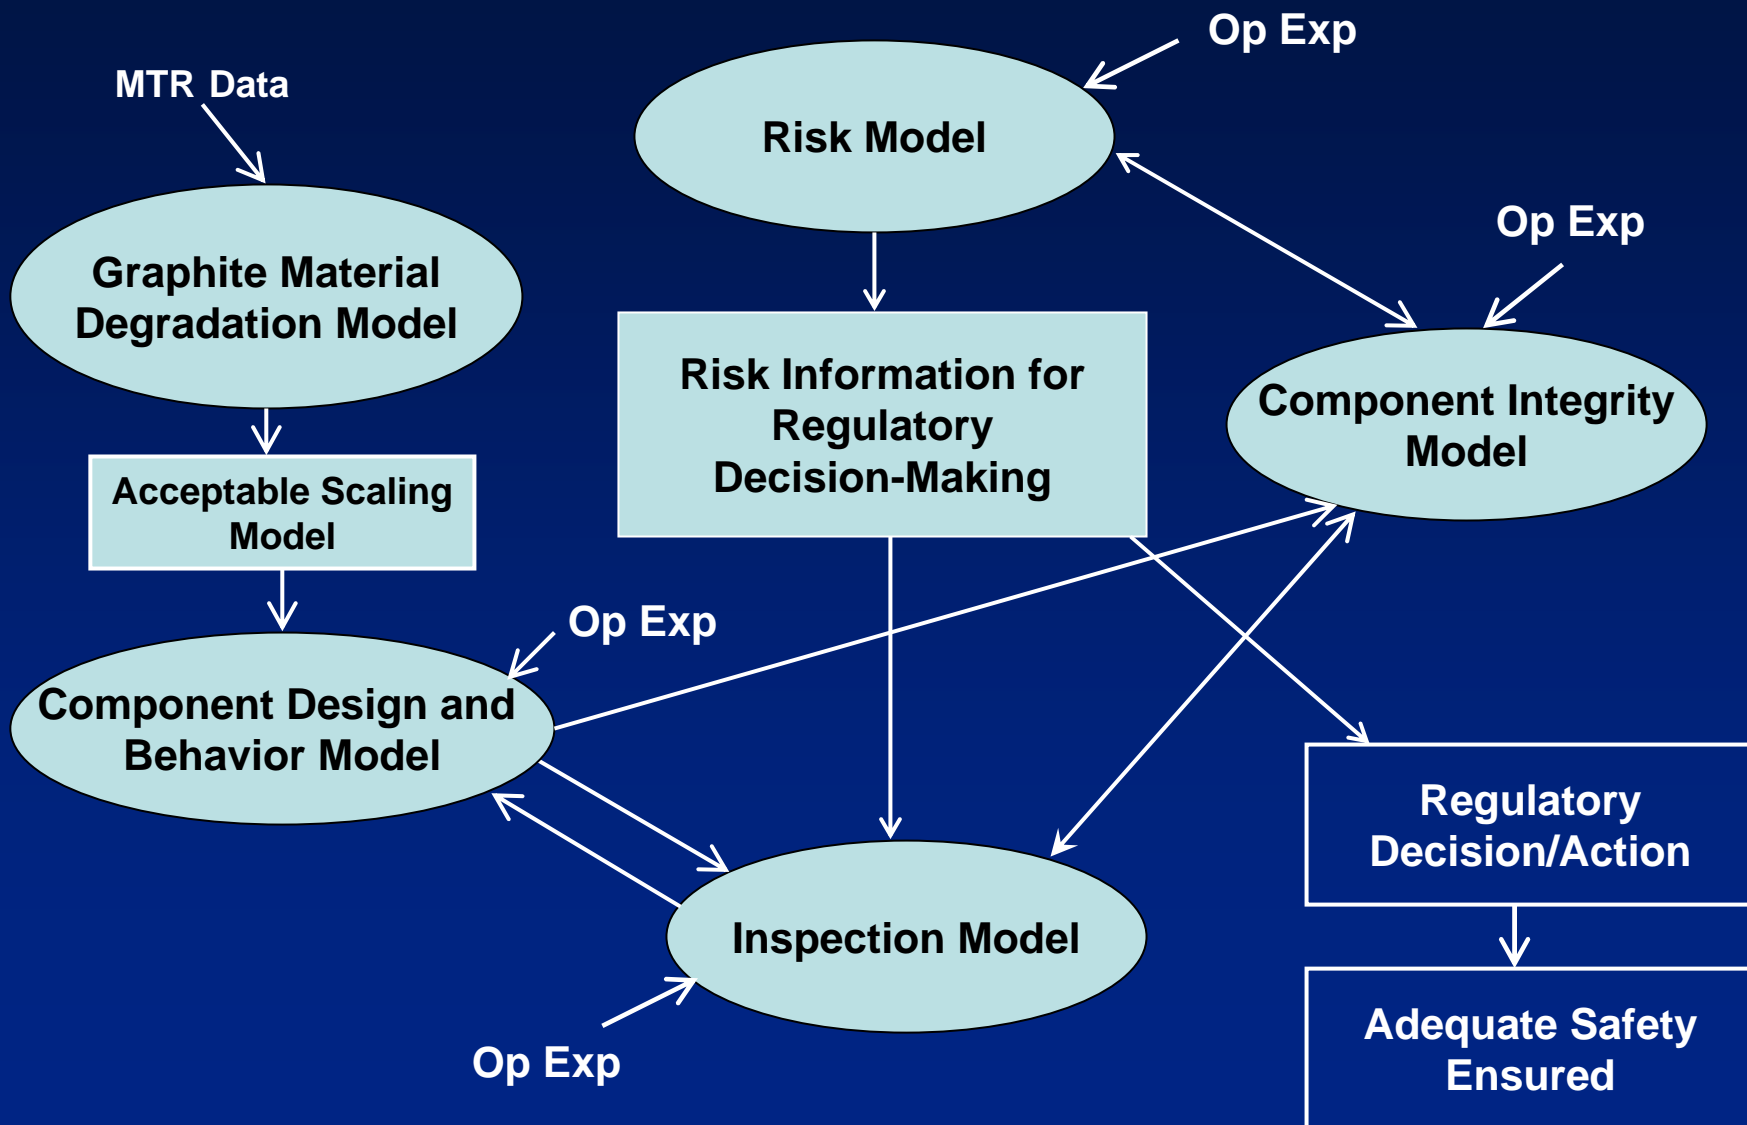 Op Exp
MTR Data
Risk Model
Op Exp
Graphite Material
Degradation Model
Risk Information for
Regulatory
Decision-Making
Component Integrity
Model
Acceptable Scaling
Model
Op Exp
Component Design and
Behavior Model
Regulatory
Decision/Action
Inspection Model
Op Exp
Adequate Safety
Ensured